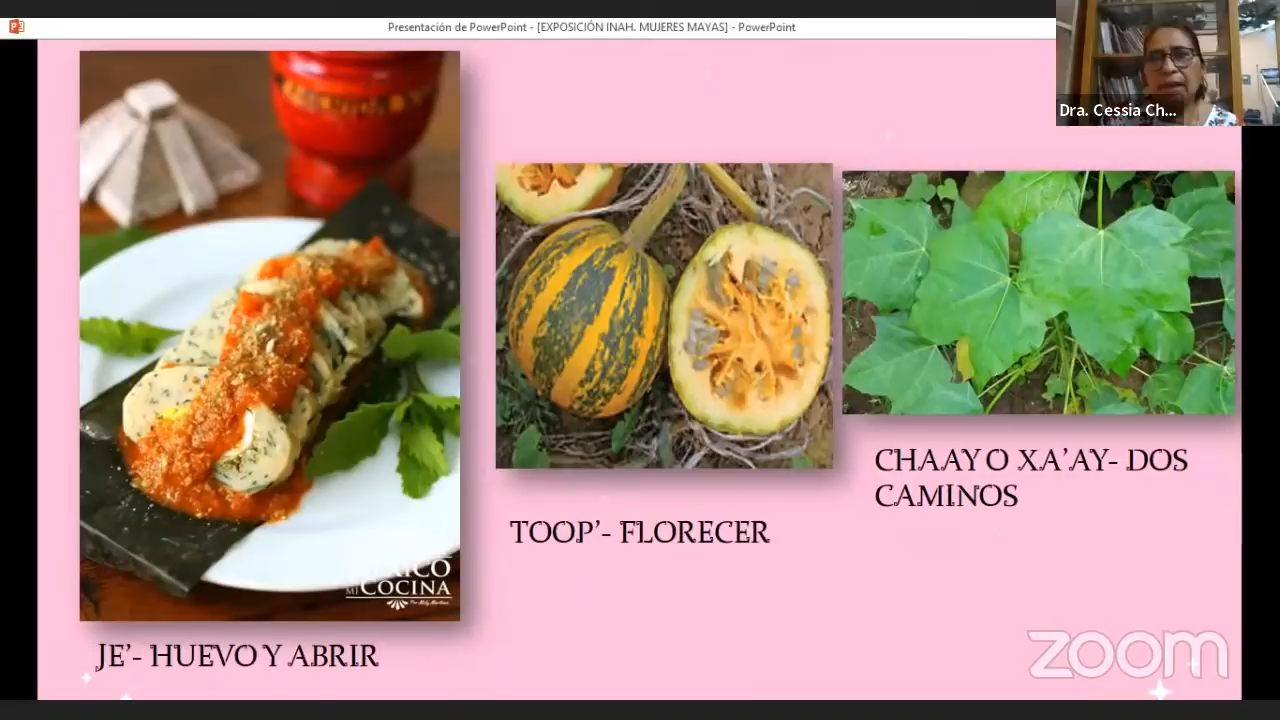 Presentación de PowerPoint - [EXPOSICIÓN INAH. MUJERES MAYAS] - PowerPoint
Dra. Cessia Ch...
COCINA
MI
CHAAY O XA'AY- DOS
CAMINOS
TOOP'- FLORECER
JE'- HUEVO Y ABRIR
zoom